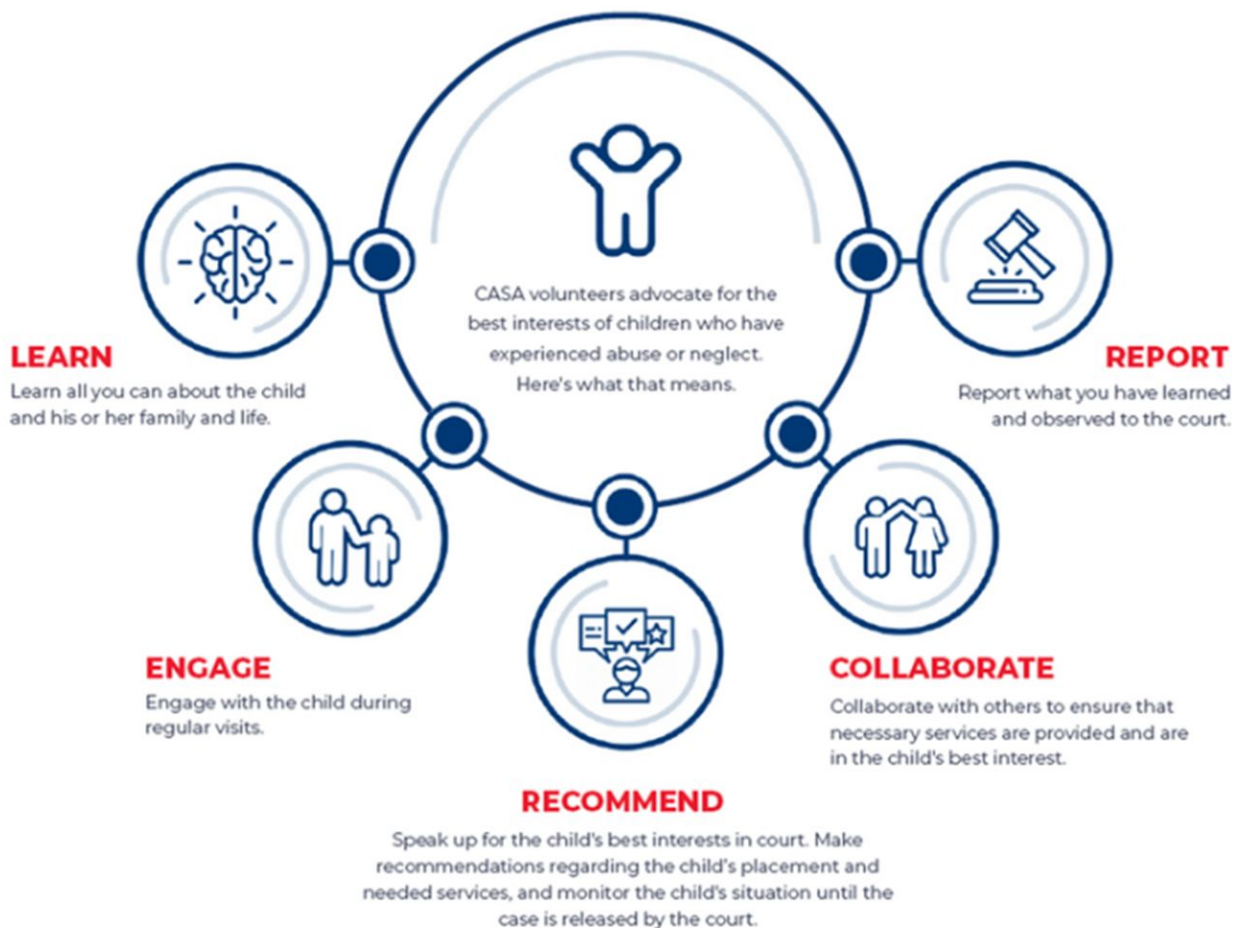 CASA volunteers advocate for the
best interests of children who have
experienced abuse or neglect.
Here's what that means.
LEARN
Learn all you can about the child
and his or her family and life.
ENGAGE
Engage with the child during
regular visits.
RECOMMEND
Speak up for the child's best interests in court. Make
recommendations regarding the child's placement and
needed services, and monitor the child's situation until the
case is released by the court.
COLLABORATE
Collaborate with others to ensure that
necessary services are provided and are
in the child's best interest.
REPORT
Report what you have learned
and observed to the court.